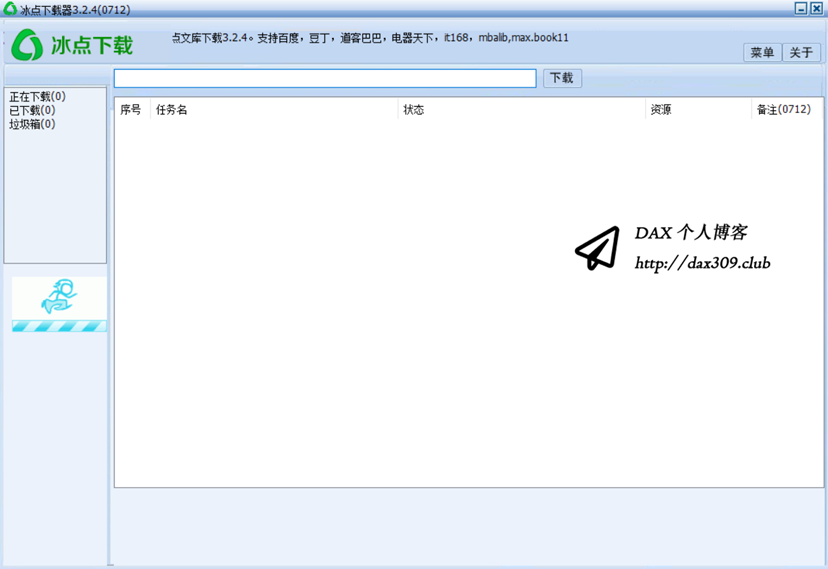 冰点下载器3.2.4(0712)
冰点下载
点文库下载3.2.4。支持百度，豆丁，道客巴巴，电器天下，it168，mbalib,max.book11
菜单 关于
下载
正在下载(0)
已下载(0)
垃圾箱(0)
序号 任务名 状态 资源 备注(0712)
DAX 个人博客
http://dax309.club